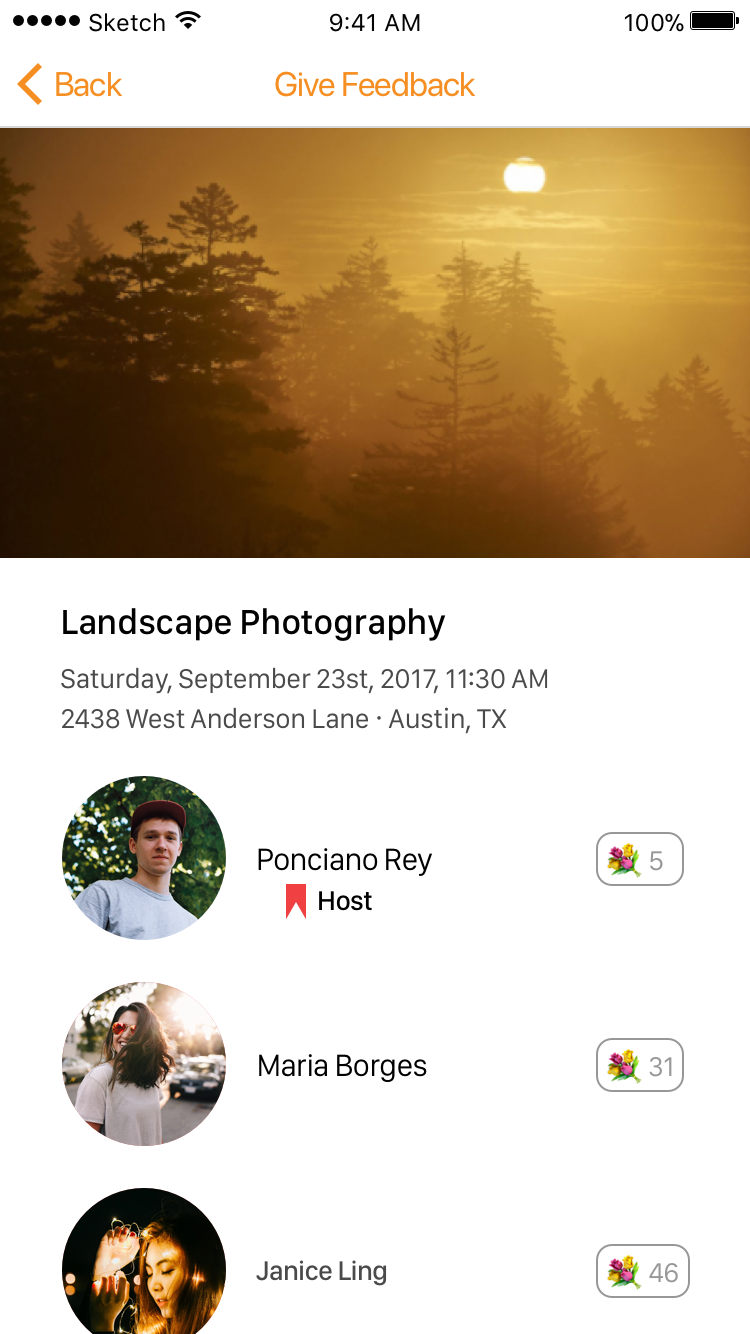 Sketch 9:41 AM 100%
Back Give Feedback
Landscape Photography
Saturday, September 23st, 2017, 11:30 AM
2438 West Anderson Lane · Austin, TX
Ponciano Rey 5
Host
Maria Borges 31
Janice Ling 46